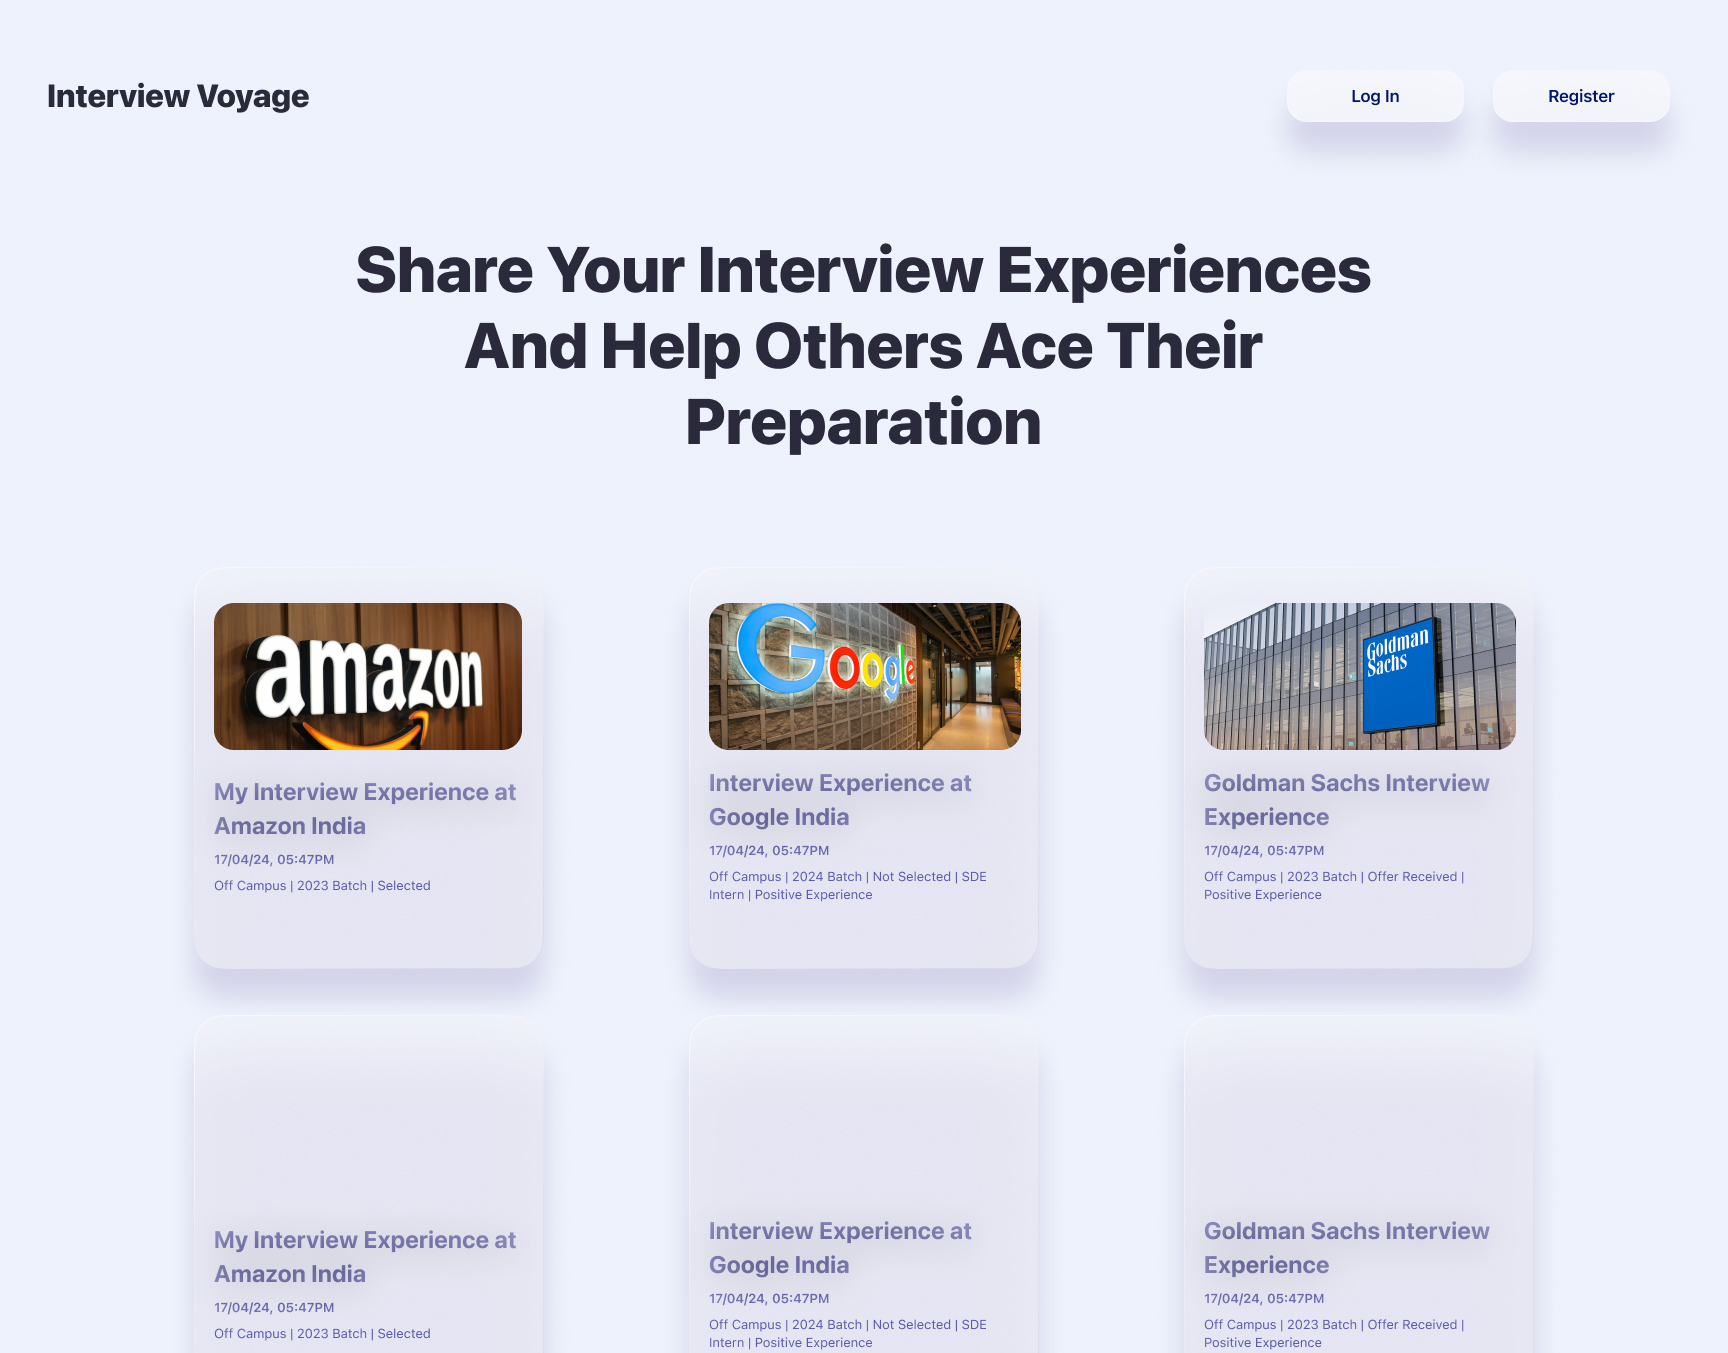 Interview Voyage
Log In
Register
Share Your Interview Experiences
And Help Others Ace Their
Preparation
amazon
Google
Goldman
Sachs
My Interview Experience at
Amazon India
17/04/24, 05:47PM
Off Campus | 2023 Batch | Selected
Interview Experience at
Google India
17/04/24, 05:47PM
Off Campus | 2024 Batch | Not Selected | SDE
Intern | Positive Experience
Goldman Sachs Interview
Experience
17/04/24, 05:47PM
Off Campus | 2023 Batch | Offer Received |
Positive Experience
My Interview Experience at
Amazon India
17/04/24, 05:47PM
Off Campus | 2023 Batch | Selected
Interview Experience at
Google India
17/04/24, 05:47PM
Off Campus | 2024 Batch | Not Selected | SDE
Intern | Positive Experience
Goldman Sachs Interview
Experience
17/04/24, 05:47PM
Off Campus | 2023 Batch | Offer Received |
Positive Experience